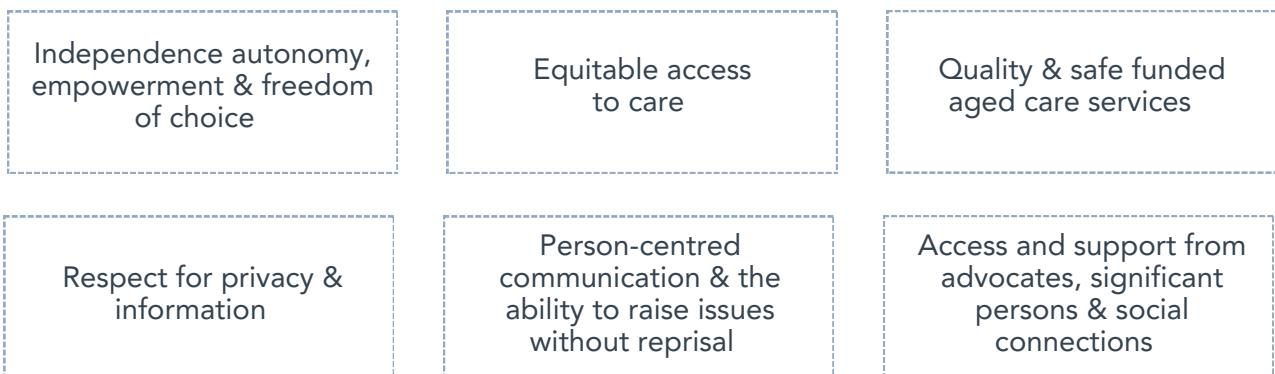 Independence autonomy,
empowerment & freedom
of choice
Equitable access
to care
Quality & safe funded
aged care services
Respect for privacy &
information
Person-centred
communication & the
ability to raise issues
without reprisal
Access and support from
advocates, significant
persons & social
connections